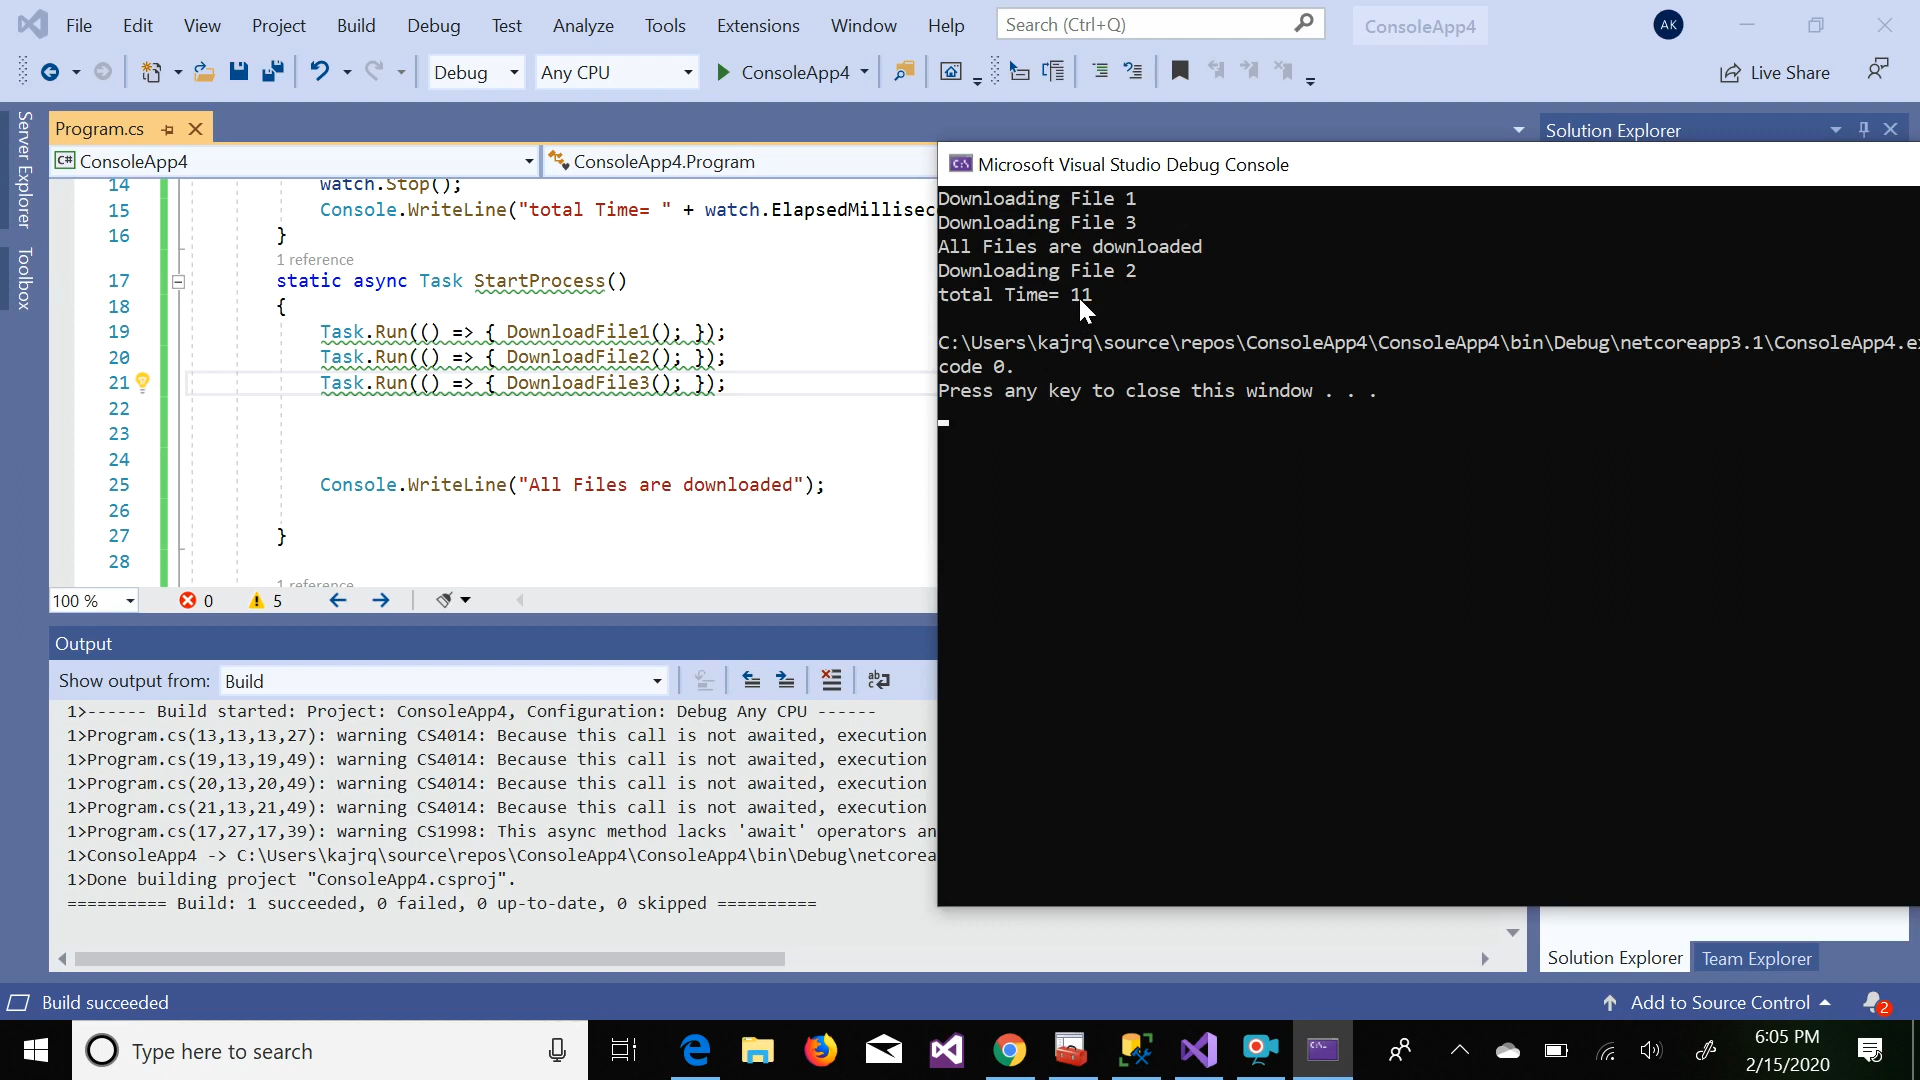 File Edit View Project Build Debug Test Analyze Tools Extensions Window Help Search (Ctrl+Q) ConsoleApp4 AK
Debug Any CPU ConsoleApp4 Live Share
Server Explorer
Toolbox
Program.cs
ConsoleApp4 ConsoleApp4.Program
14 watch.Stop();
15 Console.WriteLine("total Time= " + watch.ElapsedMillisec
16 }
1 reference
17 static async Task StartProcess()
18 {
19 Task.Run(() => { DownloadFile1(); });
20 Task.Run(() => { DownloadFile2(); });
21 Task.Run(() => { DownloadFile3(); });
22
23
24
25 Console.WriteLine("All Files are downloaded");
26
27 }
28
1 reference
100 % 0 5
Solution Explorer
Microsoft Visual Studio Debug Console
Downloading File 1
Downloading File 3
All Files are downloaded
Downloading File 2
total Time= 11
C:\Users\kajrq\source\repos\ConsoleApp4\ConsoleApp4\bin\Debug\netcoreapp3.1\ConsoleApp4.ex
code 0.
Press any key to close this window . . .
Output
Show output from: Build
1>------ Build started: Project: ConsoleApp4, Configuration: Debug Any CPU ------
1>Program.cs(13,13,13,27): warning CS4014: Because this call is not awaited, execution
1>Program.cs(19,13,19,49): warning CS4014: Because this call is not awaited, execution
1>Program.cs(20,13,20,49): warning CS4014: Because this call is not awaited, execution
1>Program.cs(21,13,21,49): warning CS4014: Because this call is not awaited, execution
1>Program.cs(17,27,17,39): warning CS1998: This async method lacks 'await' operators an
1>ConsoleApp4 -> C:\Users\kajrq\source\repos\ConsoleApp4\ConsoleApp4\bin\Debug\netcorea
1>Done building project "ConsoleApp4.csproj".
========== Build: 1 succeeded, 0 failed, 0 up-to-date, 0 skipped ==========
Solution Explorer Team Explorer
Build succeeded
Add to Source Control 2
Type here to search
6:05 PM
2/15/2020